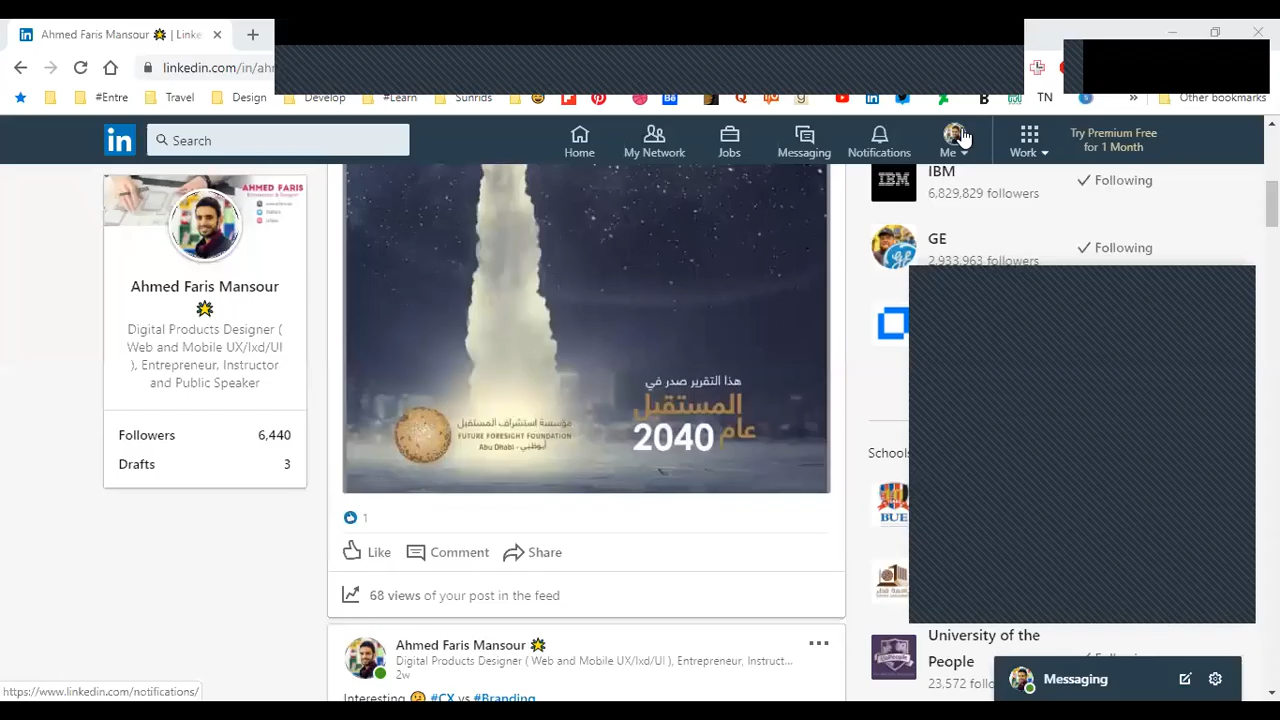 Ahmed Faris Mansour | Linke
linkedin.com/in/ahr
#Entre Travel Design Develop #Learn Sunrids TN Other bookmarks
in Search Home My Network Jobs Messaging Notifications Me Work Try Premium Free
for 1 Month
IBM
6,829,829 followers Following
AHMED FARIS
GE
2,933,963 followers Following
Ahmed Faris Mansour
Digital Products Designer (
Web and Mobile UX/Ixd/UI
), Entrepreneur, Instructor
and Public Speaker
Followers 6,440
Drafts 3
هذا التقرير صدر في
المستقبل
عام 2040
مؤسسة استشراف المستقبل
FUTURE FORESIGHT FOUNDATION
Abu Dhabi - أبوظبي
Schools
BUE
1
Like Comment Share
68 views of your post in the feed
Ahmed Faris Mansour
Digital Products Designer ( Web and Mobile UX/Ixd/UI ), Entrepreneur, Instruct...
2w
Interesting #CX vs #Branding
University of the
People
23,572
Messaging
https://www.linkedin.com/notifications/